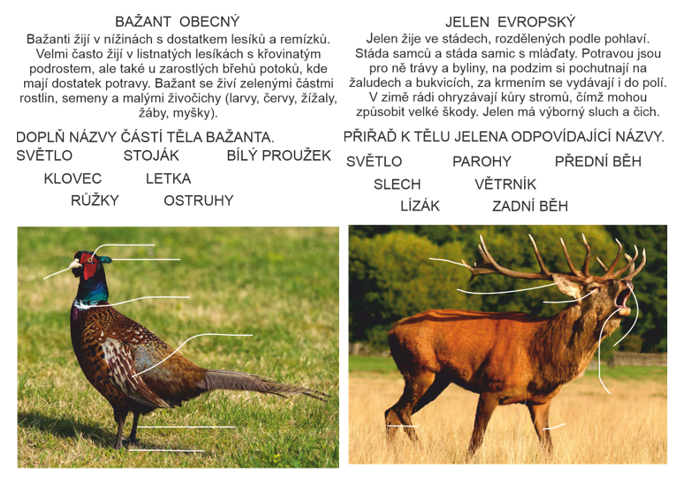 BAŽANT OBECNÝ
Bažanti žijí v nížinách s dostatkem lesíků a remízků.
Velmi často žijí v listnatých lesíkách s křovinatým
podrostem, ale také u zarostlých břehů potoků, kde
mají dostatek potravy. Bažant se živí zelenými částmi
rostlin, semeny a malými živočichy (larvy, červy, žížaly,
žáby, myšky).
DOPLŇ NÁZVY ČÁSTÍ TĚLA BAŽANTA.
SVĚTLO STOJÁK BÍLÝ PROUŽEK
KLOVEC LETKA
RŮŽKY OSTRUHY
JELEN EVROPSKÝ
Jelen žije ve stádech, rozdělených podle pohlaví.
Stáda samců a stáda samic s mláďaty. Potravou jsou
pro ně trávy a byliny, na podzim si pochutnají na
žaludech a bukvicích, za krmením se vydávají i do polí.
V zimě rádi ohryzávají kůry stromů, čímž mohou
způsobit velké škody. Jelen má výborný sluch a čich.
PŘIŘAĎ K TĚLU JELENA ODPOVÍDAJÍCÍ NÁZVY.
SVĚTLO PAROHY PŘEDNÍ BĚH
SLECH VĚTRNÍK
LÍZÁK ZADNÍ BĚH